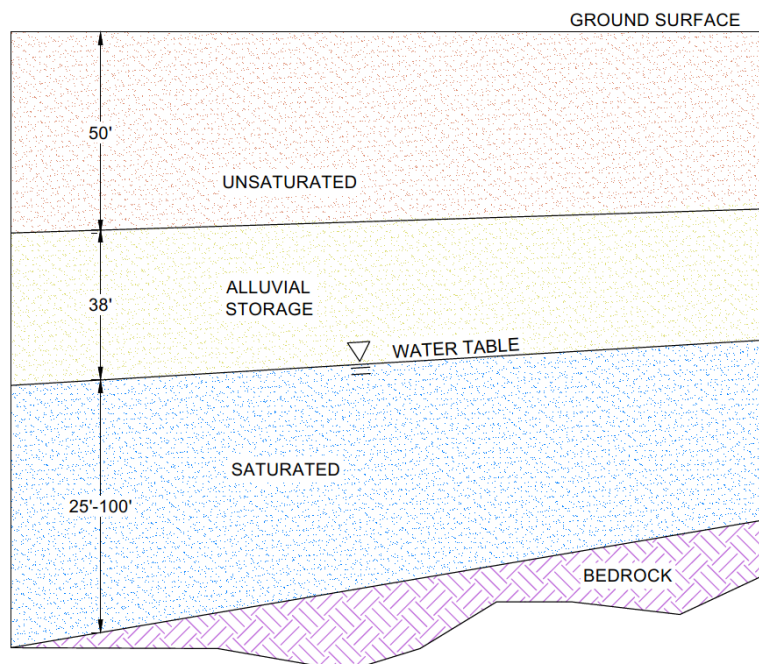 GROUND SURFACE
50'
UNSATURATED
ALLUVIAL
STORAGE
38'
WATER TABLE
SATURATED
25'-100'
BEDROCK